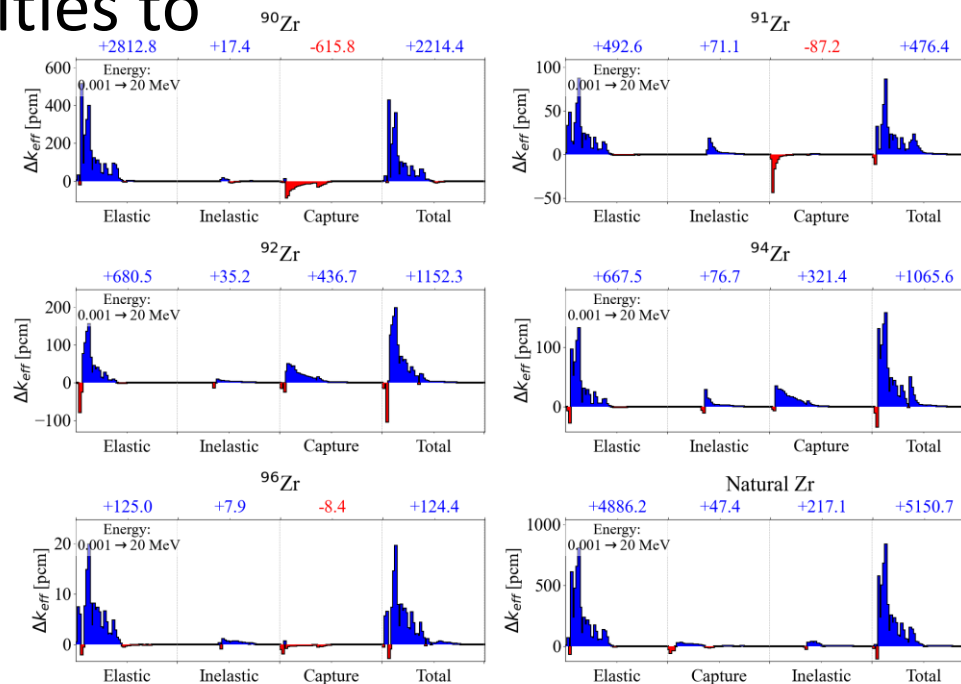 ities to
⁹⁰Zr
+2812.8 +17.4 -615.8 +2214.4
Energy:
0.001 → 20 MeV
600
400
200
0
Δk_eff [pcm]
Elastic Inelastic Capture Total
⁹¹Zr
+492.6 +71.1 -87.2 +476.4
Energy:
0.001 → 20 MeV
100
50
0
−50
Δk_eff [pcm]
Elastic Inelastic Capture Total
⁹²Zr
+680.5 +35.2 +436.7 +1152.3
Energy:
0.001 → 20 MeV
200
100
0
−100
Δk_eff [pcm]
Elastic Inelastic Capture Total
⁹⁴Zr
+667.5 +76.7 +321.4 +1065.6
Energy:
0.001 → 20 MeV
100
0
Δk_eff [pcm]
Elastic Inelastic Capture Total
⁹⁶Zr
+125.0 +7.9 -8.4 +124.4
Energy:
0.001 → 20 MeV
20
10
0
Δk_eff [pcm]
Elastic Inelastic Capture Total
Natural Zr
+4886.2 +47.4 +217.1 +5150.7
Energy:
0.001 → 20 MeV
1000
500
0
Δk_eff [pcm]
Elastic Capture Inelastic Total